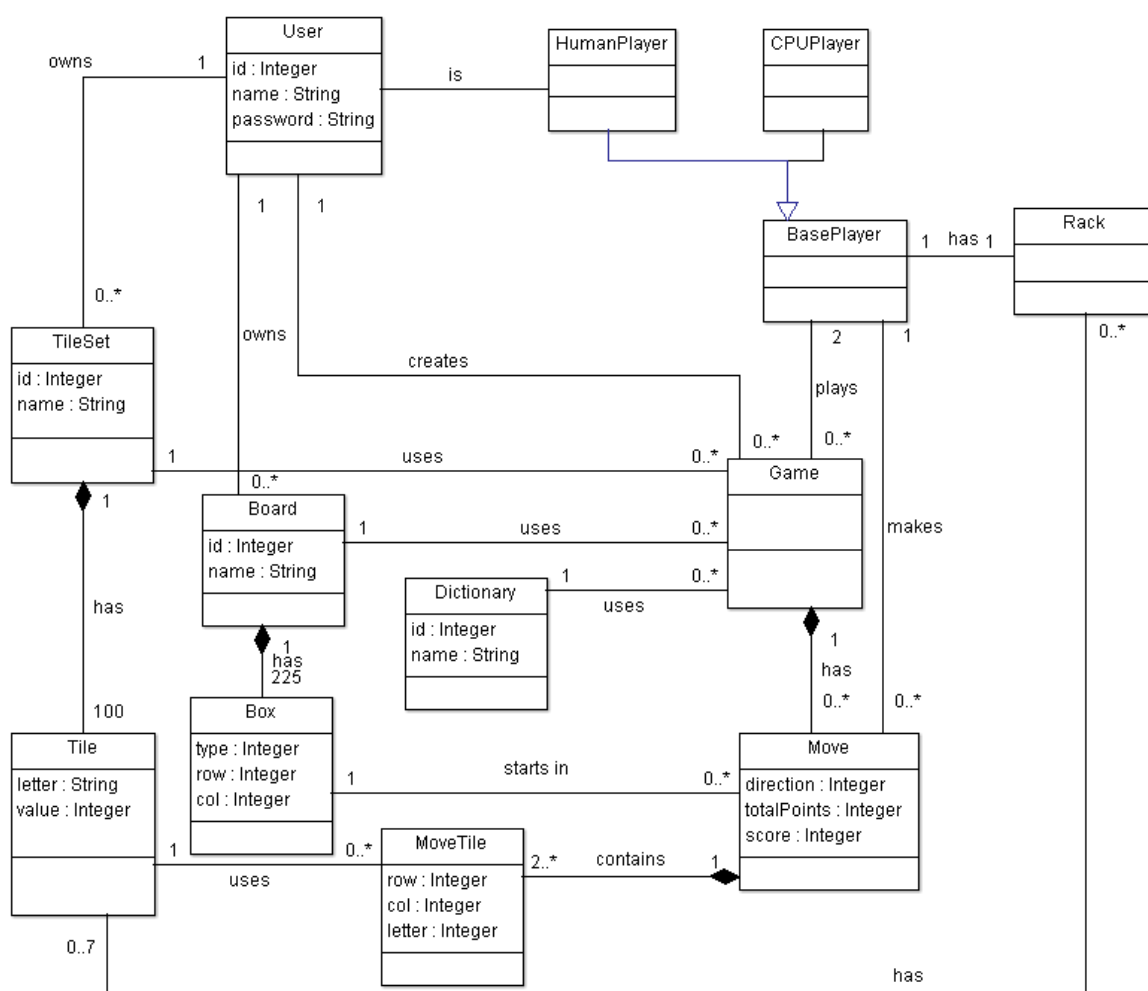 User
id : Integer
name : String
password : String
HumanPlayer
CPUPlayer
owns
1
is
1
1
BasePlayer
1
has
1
Rack
0..*
0..*
TileSet
id : Integer
name : String
owns
creates
2
1
plays
0..*
0..*
1
uses
0..*
Game
1
0..*
Board
id : Integer
name : String
1
uses
0..*
makes
Dictionary
id : Integer
name : String
1
uses
0..*
has
1
has
225
1
has
0..*
0..*
100
Tile
letter : String
value : Integer
Box
type : Integer
row : Integer
col : Integer
1
starts in
0..*
Move
direction : Integer
totalPoints : Integer
score : Integer
1
uses
0..*
MoveTile
row : Integer
col : Integer
letter : Integer
2..*
contains
1
0..7
has